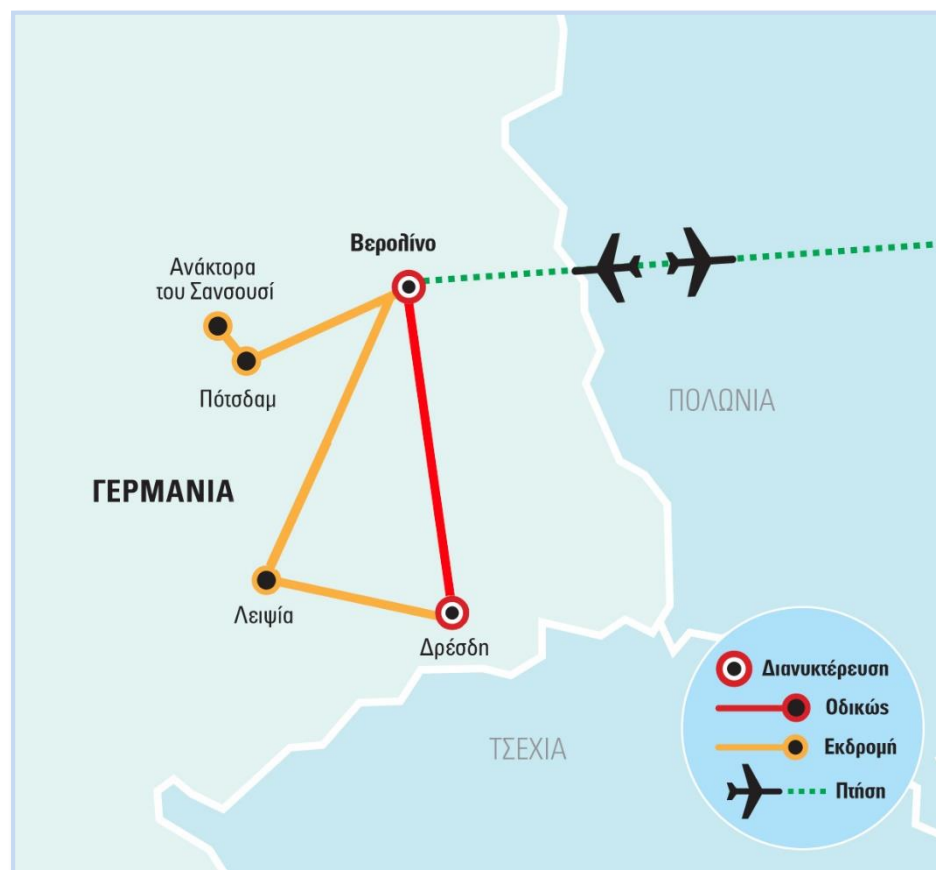 Βερολίνο
Ανάκτορα
του Σανσουσί
Πότσδαμ
ΠΟΛΩΝΙΑ
ΓΕΡΜΑΝΙΑ
Λειψία
Δρέσδη
ΤΣΕΧΙΑ
Διανυκτέρευση
Οδικώς
Εκδρομή
Πτήση